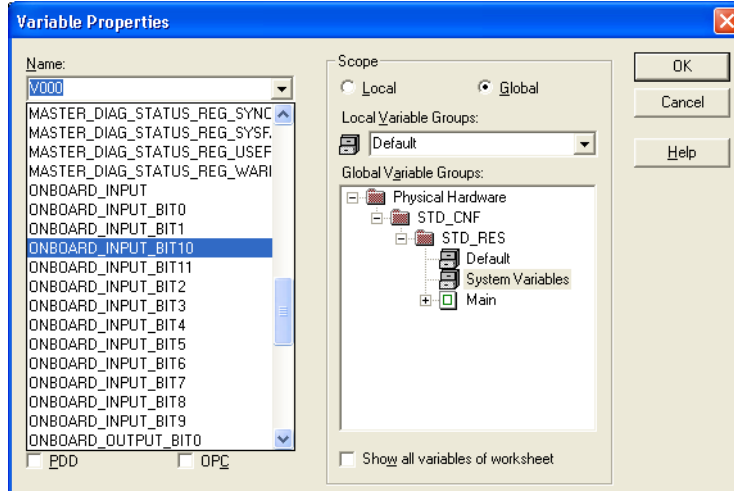 Variable Properties
Name:
V000
MASTER_DIAG_STATUS_REG_SYNC
MASTER_DIAG_STATUS_REG_SYSF
MASTER_DIAG_STATUS_REG_USEF
MASTER_DIAG_STATUS_REG_WARI
ONBOARD_INPUT
ONBOARD_INPUT_BIT0
ONBOARD_INPUT_BIT1
ONBOARD_INPUT_BIT10
ONBOARD_INPUT_BIT11
ONBOARD_INPUT_BIT2
ONBOARD_INPUT_BIT3
ONBOARD_INPUT_BIT4
ONBOARD_INPUT_BIT5
ONBOARD_INPUT_BIT6
ONBOARD_INPUT_BIT7
ONBOARD_INPUT_BIT8
ONBOARD_INPUT_BIT9
ONBOARD_OUTPUT_BIT0
PDD OPC
Scope
Local Global
Local Variable Groups:
Default
Global Variable Groups:
Physical Hardware
STD_CNF
STD_RES
Default
System Variables
Main
Show all variables of worksheet
OK
Cancel
Help